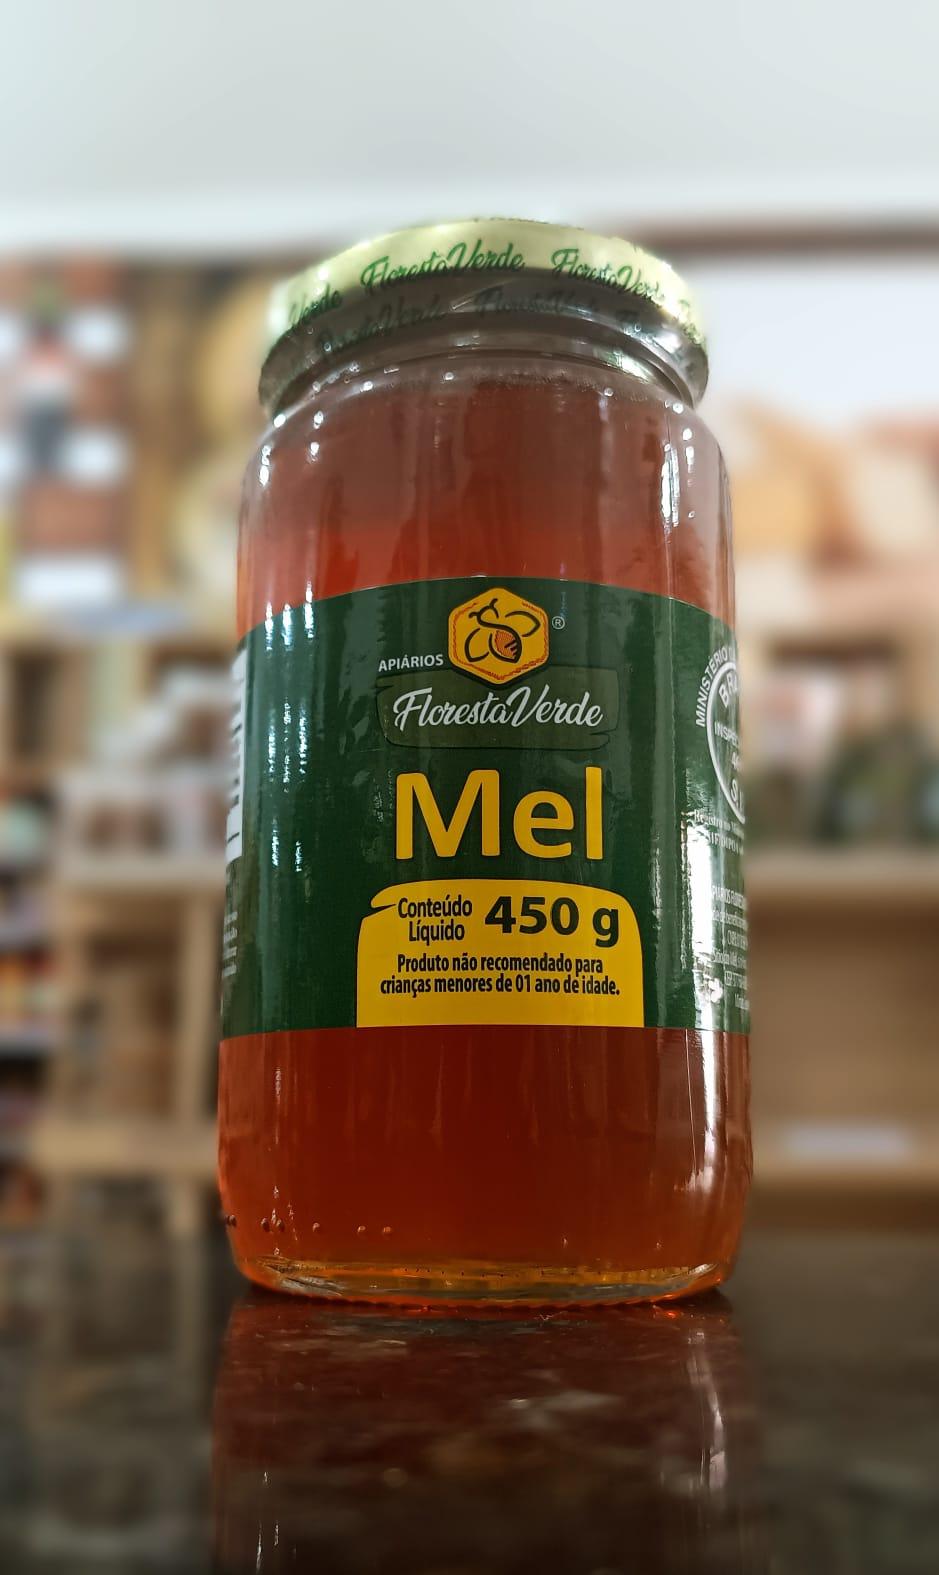 FlorestaVerde FlorestaVerde
APIÁRIOS
®
FlorestaVerde
Mel
Conteúdo
Líquido
450 g
Produto não recomendado para
crianças menores de 01 ano de idade.
MINISTÉRIO